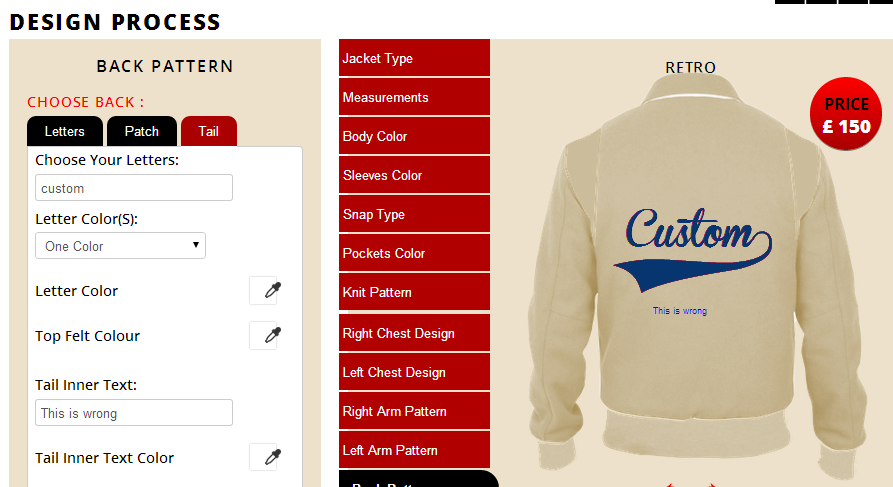 DESIGN PROCESS
BACK PATTERN
CHOOSE BACK :
Letters
Patch
Tail
Choose Your Letters:
custom
Letter Color(S):
One Color
Letter Color
Top Felt Colour
Tail Inner Text:
This is wrong
Tail Inner Text Color
Jacket Type
Measurements
Body Color
Sleeves Color
Snap Type
Pockets Color
Knit Pattern
Right Chest Design
Left Chest Design
Right Arm Pattern
Left Arm Pattern
RETRO
PRICE
£ 150
Custom
This is wrong